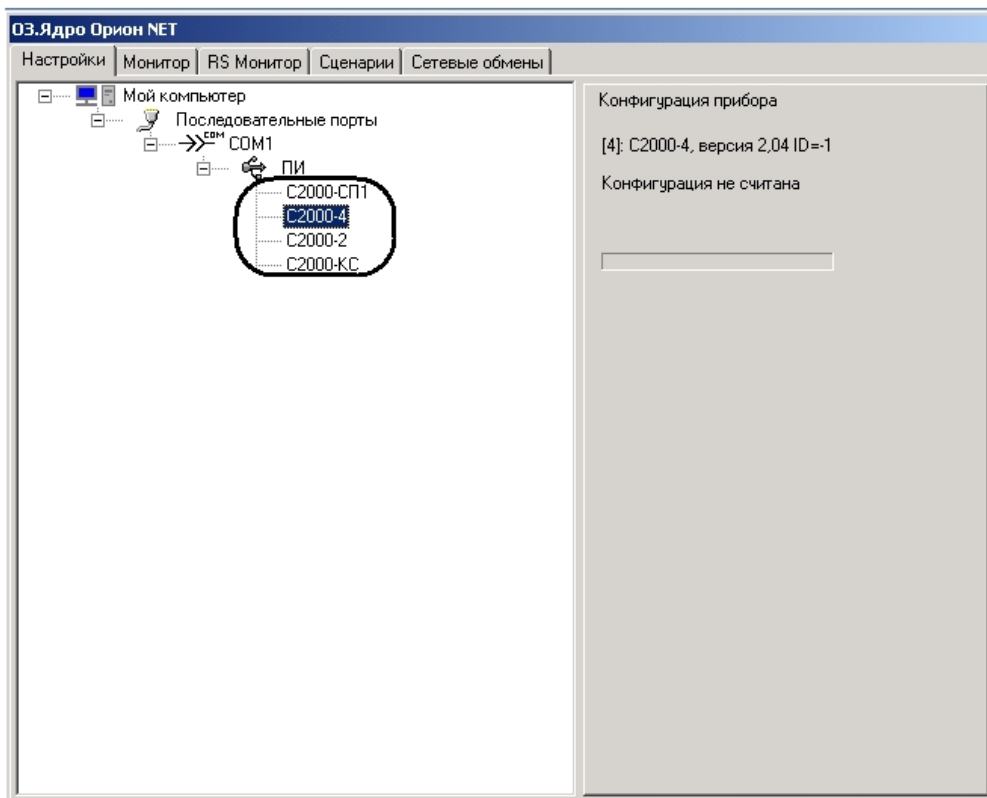 ОЗ.Ядро Орион NET
Настройки Монитор RS Монитор Сценарии Сетевые обмены
Мой компьютер
Последовательные порты
COM COM1
ПИ
С2000-СП1
С2000-4
С2000-2
С2000-КС
Конфигурация прибора
[4]: С2000-4, версия 2,04 ID=-1
Конфигурация не считана